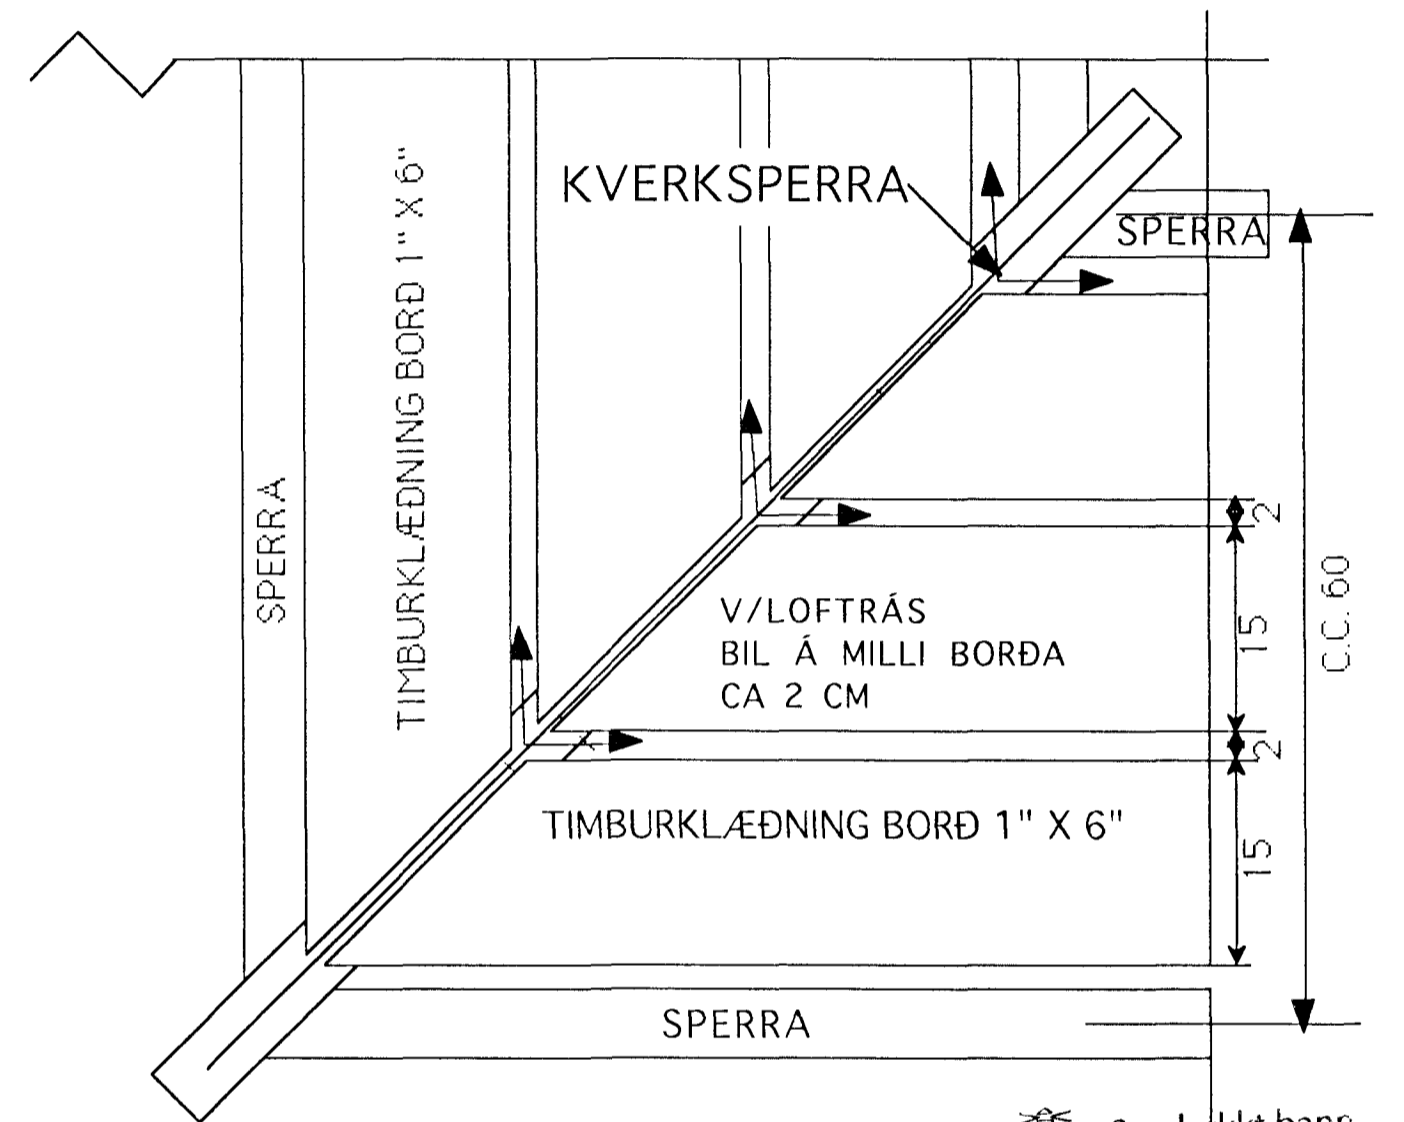 TIMBURKLÆÐNING BORÐ 1" X 6"
KVERKSPERRA
SPERRA
SPERRA
2
V/LOFTRÁS
BIL Á MILLI BORÐA
CA 2 CM
15
C.C. 60
2
TIMBURKLÆÐNING BORÐ 1" X 6"
15
SPERRA